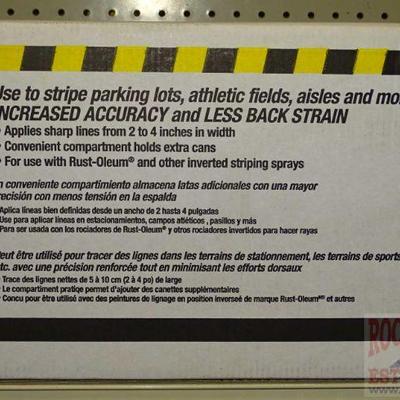 Use to stripe parking lots, athletic fields, aisles and mo
INCREASED ACCURACY and LESS BACK STRAIN
• Applies sharp lines from 2 to 4 inches in width
• Convenient compartment holds extra cans
• For use with Rust-Oleum® and other inverted striping sprays
n conveniente compartimiento almacena latas adicionales con una mayor
recisión con menos tensión en la espalda
Aplica líneas bien definidas desde un ancho de 2 hasta 4 pulgadas
Use para aplicar líneas en estacionamientos, campos atléticos, pasillos y más
Para ser usada con los rociadores de Rust-Oleum® y otros rociadores invertidos para hacer rayas
Peut être utilisé pour tracer des lignes dans les terrains de stationnement, les terrains de sports
etc. avec une précision renforcée tout en minimisant les efforts dorsaux
• Trace des lignes nettes de 5 à 10 cm (2 à 4 po) de large
• Le compartiment pratiqe permet d'ajouter des canettes supplémentaires
• Concu pour être utilisé avec des peintures de lignage en position inversé de marque Rust-Oleum® et autres
ROC
ESTA